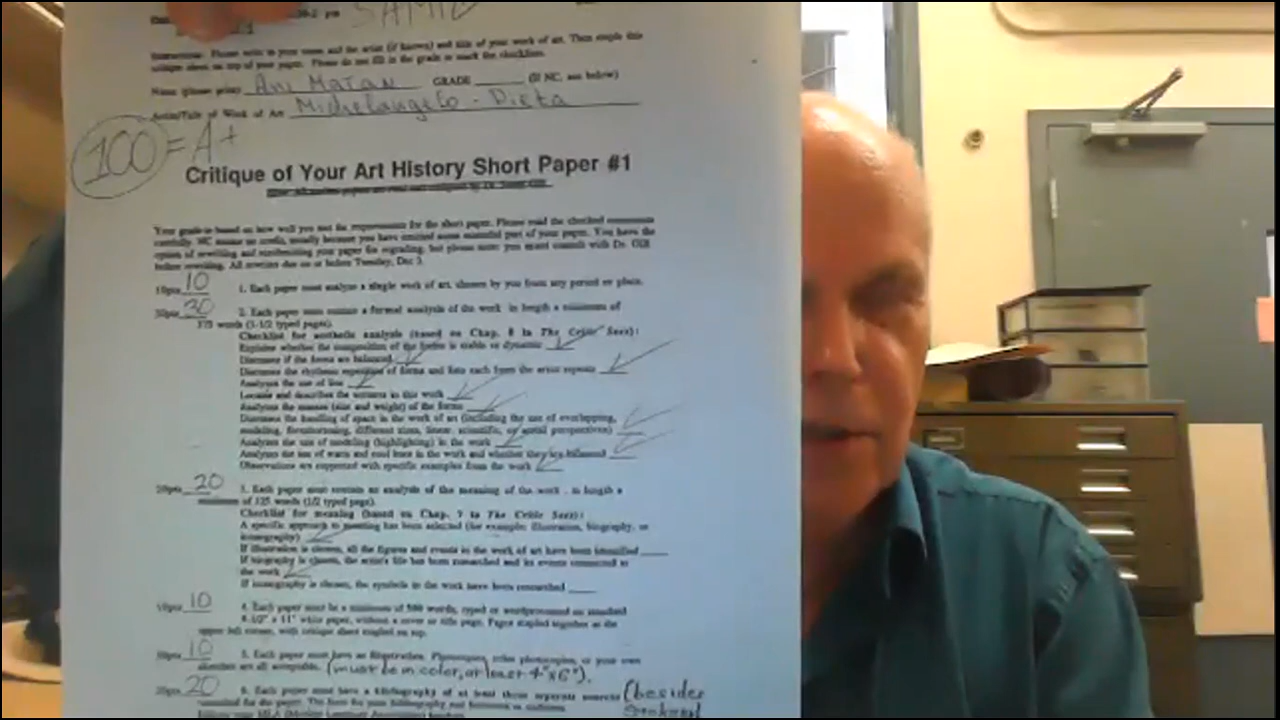 SAMPLE
Instructions: Please write in your name and the artist (if known) and title of your work of art. Then staple this
critique sheet on top of your paper. Please do not fill in the grade or mark the checklists.
Name (please print) Ani Matan GRADE ______ (If NC, see below)
Artist/Title of Work of Art Michelangelo - Pieta
100 = A+
Critique of Your Art History Short Paper #1
Your grade is based on how well you met the requirements for the short paper. Please read the checked comments
carefully. NC means no credit, usually because you have omitted some essential part of your paper. You have the
option of rewriting and resubmitting your paper for regrading, but please note: you must consult with Dr. Gill
before rewriting. All rewrites due on or before Tuesday, Dec 3.
10pts 10 1. Each paper must analyze a single work of art, chosen by you from any period or place.
30pts 30 2. Each paper must contain a formal analysis of the work in length a minimum of
375 words (1-1/2 typed pages).
Checklist for aesthetic analysis (based on Chap. 8 in The Critic Sees):
Explains whether the composition of the forms is stable or dynamic
Discusses if the forms are balanced
Discusses the rhythmic repetition of forms and lists each form the artist repeats
Analyzes the use of line
Locates and describes the textures in this work
Analyzes the masses (size and weight) of the forms
Discusses the handling of space in the work of art (including the use of overlapping,
modeling, foreshortening, different sizes, linear, scientific, or aerial perspectives)
Analyzes the use of modeling (highlighting) in the work
Analyzes the use of warm and cool hues in the work and whether they are balanced
Observations are supported with specific examples from the work
20pts 20 3. Each paper must contain an analysis of the meaning of the work - in length a
minimum of 125 words (1/2 typed page).
Checklist for meaning (based on Chap. 7 in The Critic Sees):
A specific approach to meaning has been selected (for example: illustration, biography, or
iconography)
If illustration is chosen, all the figures and events in the work of art have been identified ____
If biography is chosen, the artist's life has been researched and its events connected to
the work
If iconography is chosen, the symbols in the work have been researched ____
10pts 10 4. Each paper must be a minimum of 500 words, typed or wordprocessed on standard
8-1/2" x 11" white paper, without a cover or title page. Pages stapled together at the
upper left corner, with critique sheet stapled on top.
10pts 10 5. Each paper must have an illustration. Photocopies, color photocopies, or your own
sketches are all acceptable. (must be in color, at least 4"x6").
20pts 20 6. Each paper must have a bibliography of at least three separate sources (besides